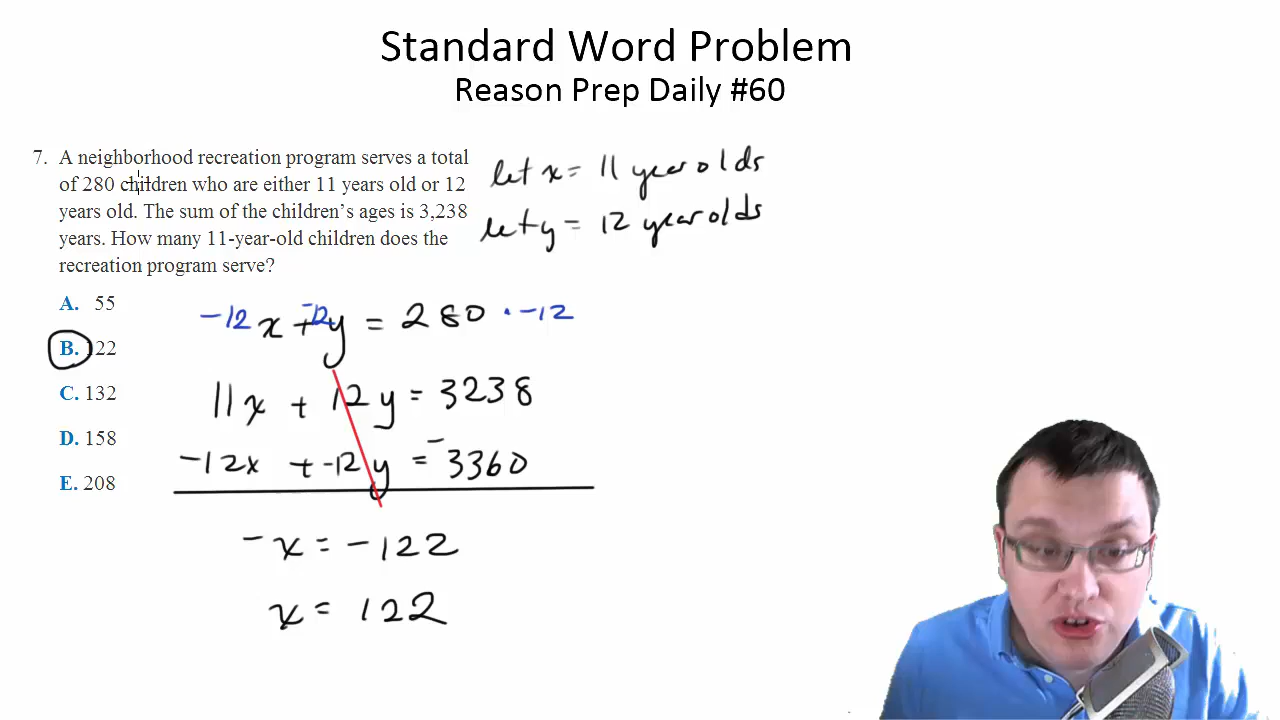 Standard Word Problem
Reason Prep Daily #60
7. A neighborhood recreation program serves a total
of 280 children who are either 11 years old or 12
years old. The sum of the children's ages is 3,238
years. How many 11-year-old children does the
recreation program serve?
A. 55
B. 122
C. 132
D. 158
E. 208
let x = 11 year olds
let y = 12 year olds
-12 x + -12 y = 280 · -12
11x + 12y = 3238
-12x + -12y = -3360
-x = -122
x = 122